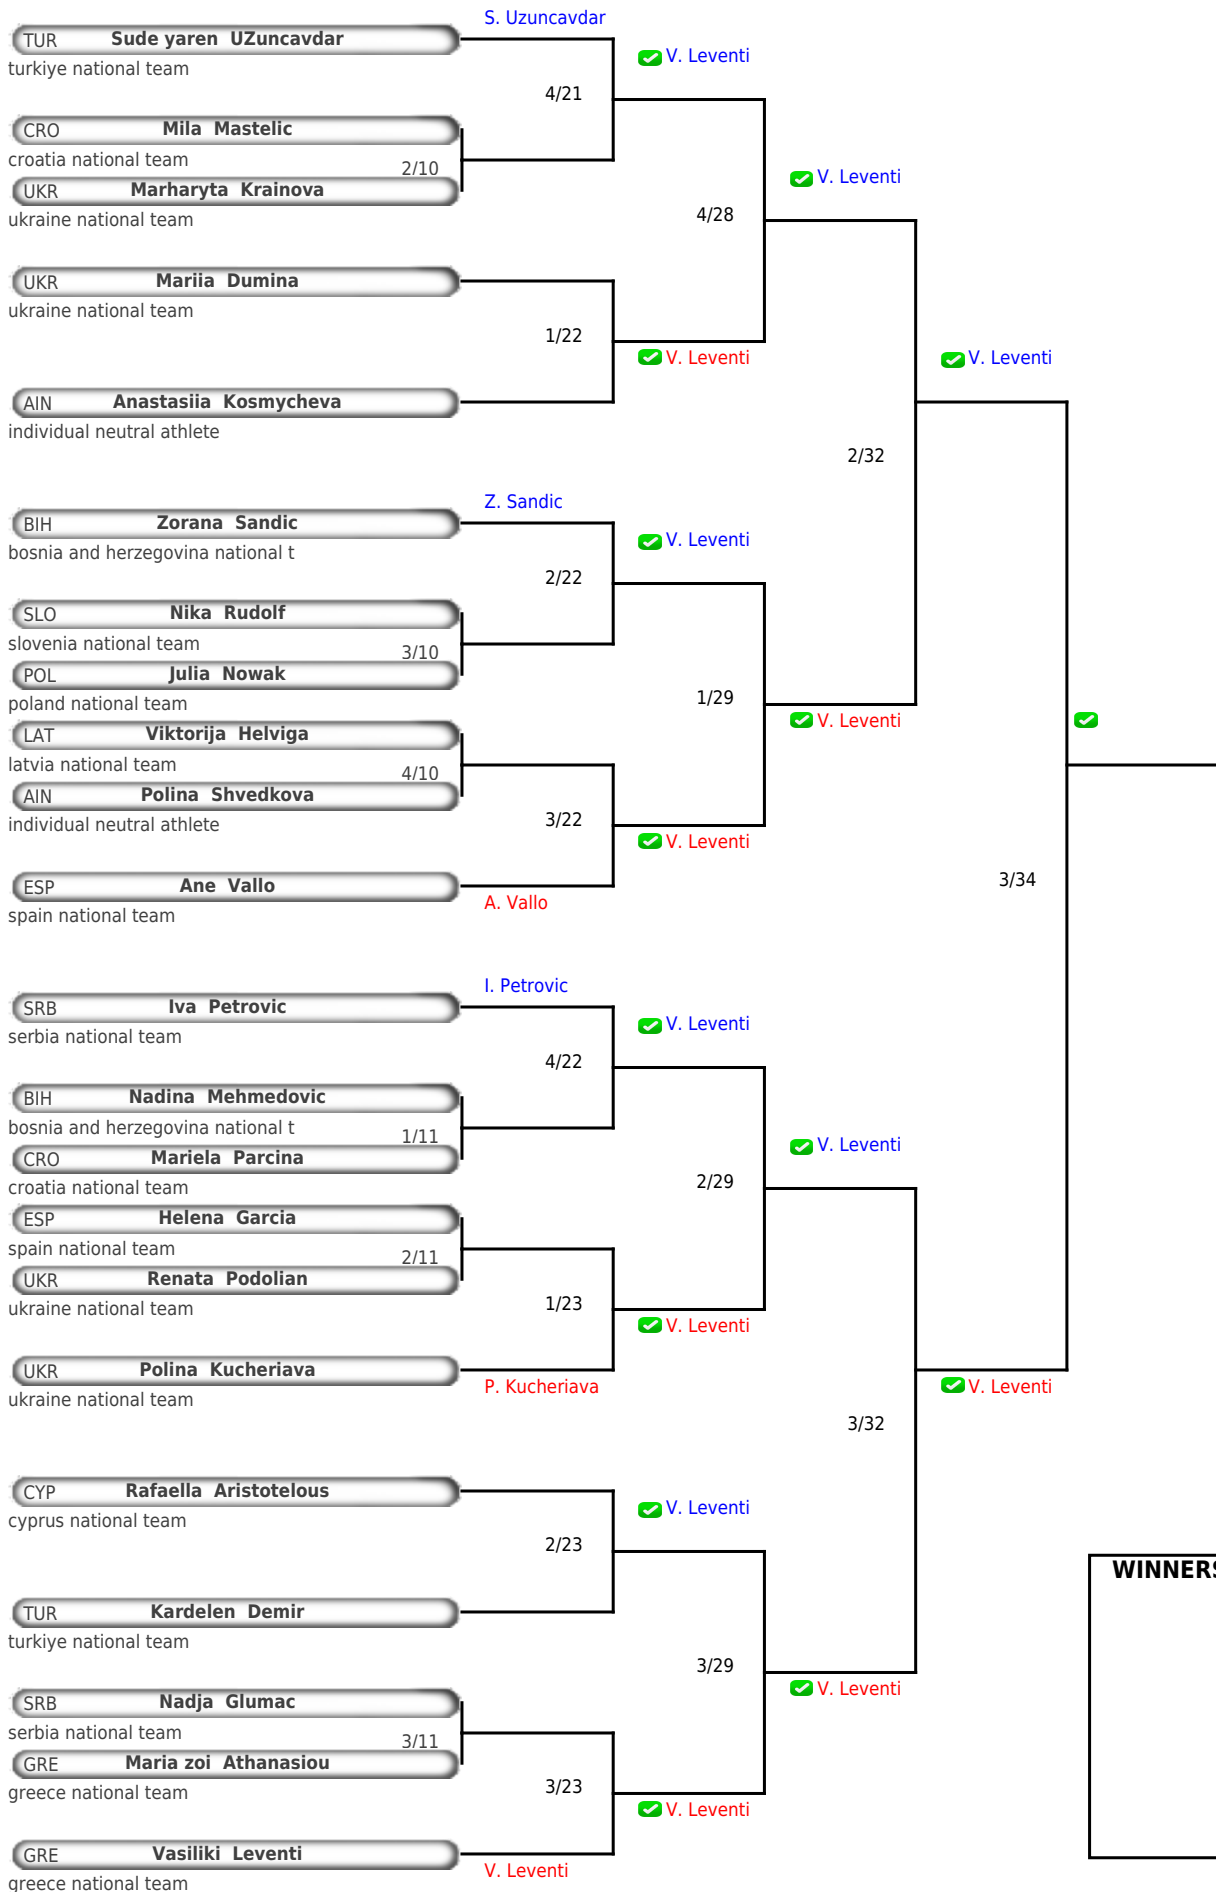 S. Uzuncavdar
TUR Sude yaren UZuncavdar
turkiye national team
V. Leventi
4/21
CRO Mila Mastelic
croatia national team
2/10
UKR Marharyta Krainova
ukraine national team
V. Leventi
4/28
UKR Mariia Dumina
ukraine national team
1/22
V. Leventi
V. Leventi
AIN Anastasiia Kosmycheva
individual neutral athlete
2/32
Z. Sandic
BIH Zorana Sandic
bosnia and herzegovina national t
V. Leventi
2/22
SLO Nika Rudolf
slovenia national team
3/10
POL Julia Nowak
poland national team
1/29
V. Leventi
LAT Viktorija Helviga
latvia national team
4/10
AIN Polina Shvedkova
individual neutral athlete
3/22
V. Leventi
ESP Ane Vallo
3/34
A. Vallo
spain national team
I. Petrovic
SRB Iva Petrovic
serbia national team
V. Leventi
4/22
BIH Nadina Mehmedovic
bosnia and herzegovina national t
1/11
V. Leventi
CRO Mariela Parcina
croatia national team
2/29
ESP Helena Garcia
spain national team
2/11
UKR Renata Podolian
ukraine national team
1/23
V. Leventi
UKR Polina Kucheriava
P. Kucheriava
V. Leventi
ukraine national team
3/32
CYP Rafaella Aristotelous
cyprus national team
V. Leventi
2/23
WINNERS
TUR Kardelen Demir
turkiye national team
3/29
V. Leventi
SRB Nadja Glumac
serbia national team
3/11
GRE Maria zoi Athanasiou
greece national team
3/23
V. Leventi
GRE Vasiliki Leventi
V. Leventi
greece national team